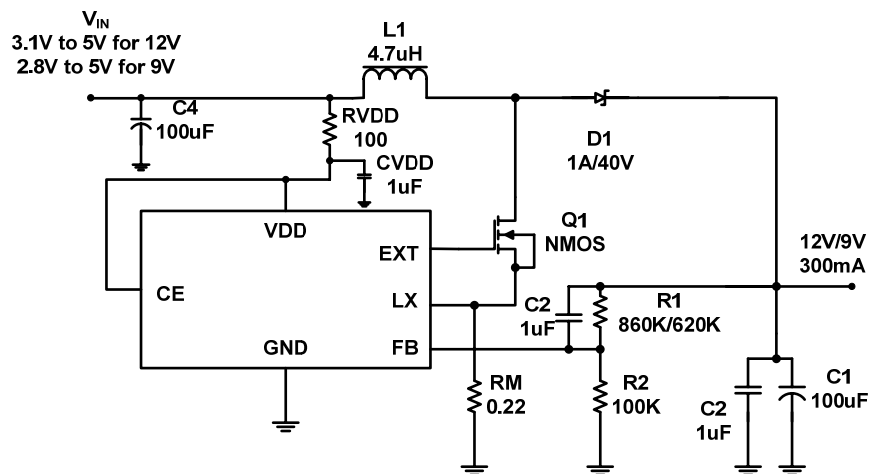 VIN
3.1V to 5V for 12V
2.8V to 5V for 9V
L1
4.7uH
C4
100uF
RVDD
100
CVDD
1uF
D1
1A/40V
VDD
CE
EXT
LX
GND
FB
Q1
NMOS
12V/9V
300mA
C2
1uF
R1
860K/620K
RM
0.22
R2
100K
C2
1uF
C1
100uF